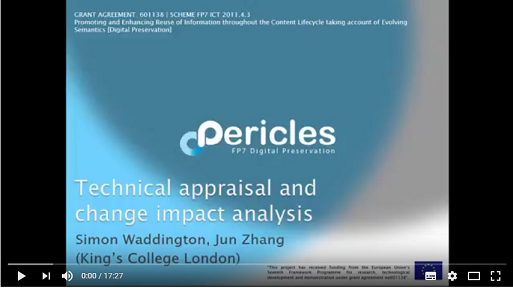 GRANT AGREEMENT: 601138 | SCHEME FP7 ICT 2011.4.3
Promoting and Enhancing Reuse of Information throughout the Content Lifecycle taking account of Evolving
Semantics [Digital Preservation]
Pericles
FP7 Digital Preservation
Technical appraisal and
change impact analysis
Simon Waddington, Jun Zhang
(King's College London)
"This project has received funding from the European Union's
Seventh Framework Programme for research, technological
development and demonstration under grant agreement no601138".
0:00 / 17:27